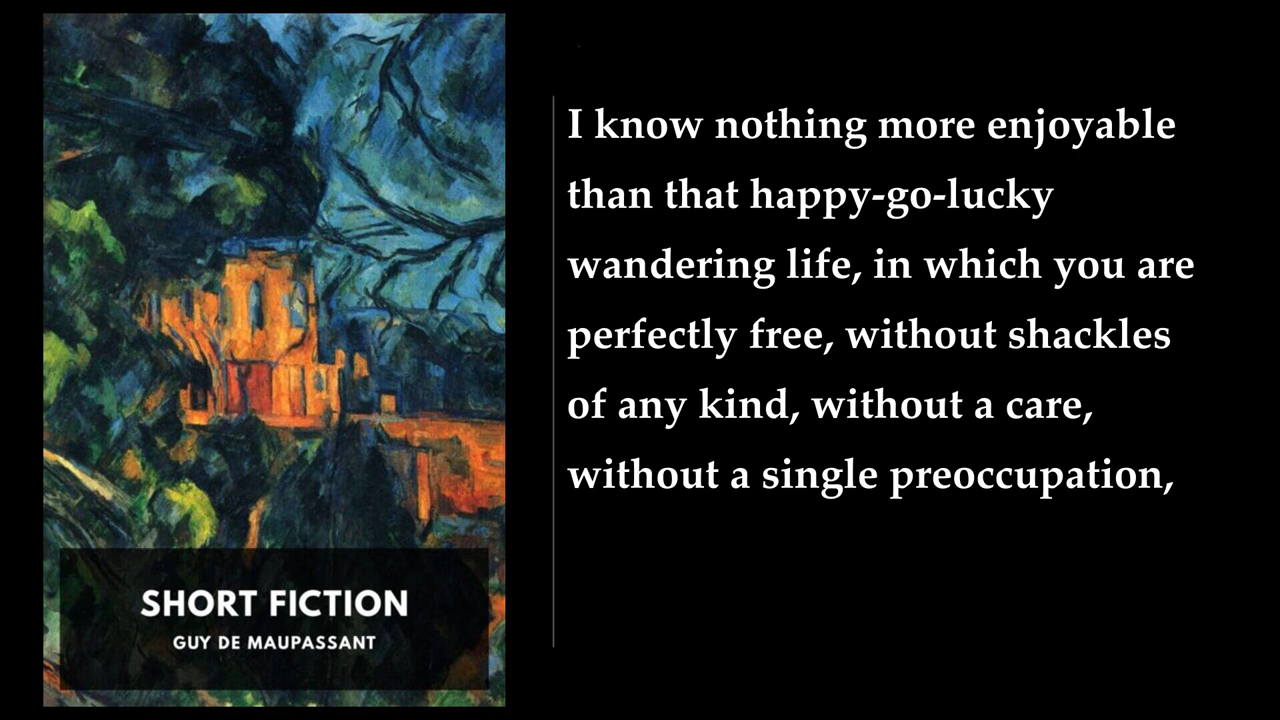 SHORT FICTION
GUY DE MAUPASSANT
I know nothing more enjoyable
than that happy-go-lucky
wandering life, in which you are
perfectly free, without shackles
of any kind, without a care,
without a single preoccupation,